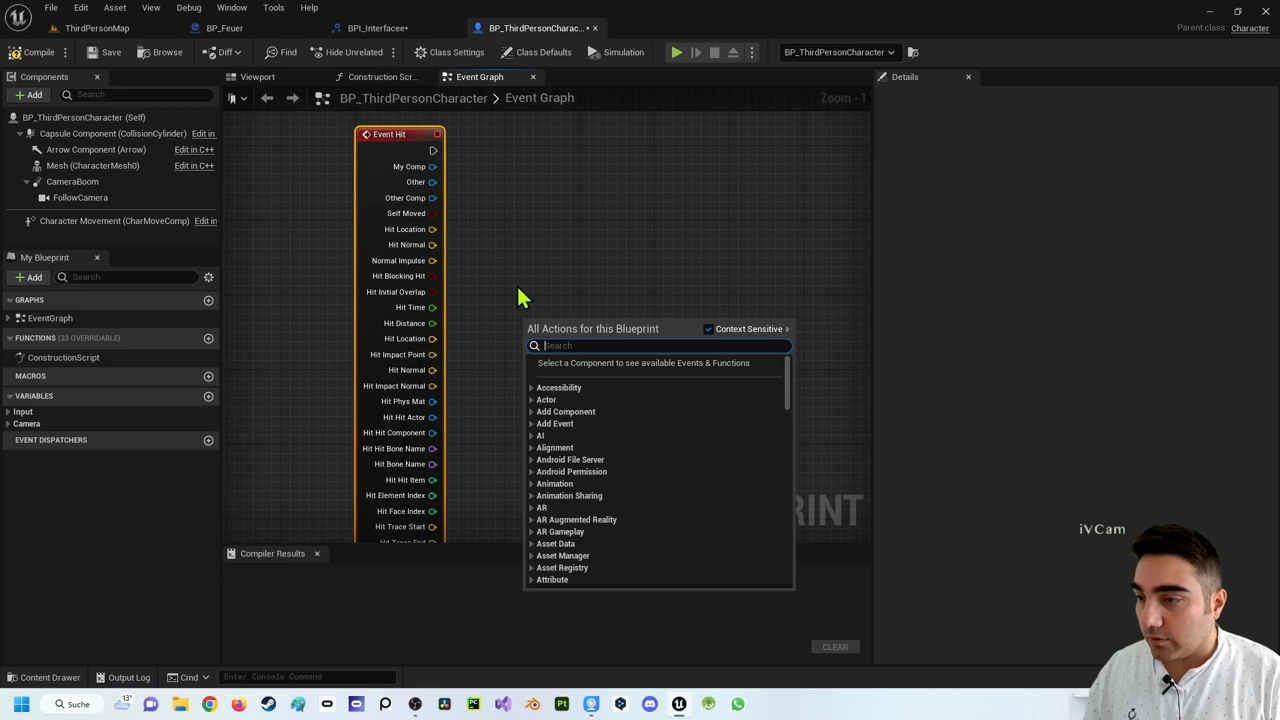 File Edit Asset View Debug Window Tools Help
ThirdPersonMap BP_Feuer BPI_Interfacee* BP_ThirdPersonCharac...* Parent class: Character
Compile Save Browse Diff Find Hide Unrelated Class Settings Class Defaults Simulation BP_ThirdPersonCharacter
Components Viewport Construction Scr... Event Graph Details
Add Search BP_ThirdPersonCharacter Event Graph Zoom -1
BP_ThirdPersonCharacter (Self)
Capsule Component (CollisionCylinder) Edit in
Arrow Component (Arrow) Edit in C++
Mesh (CharacterMesh0) Edit in C++
CameraBoom
FollowCamera
Character Movement (CharMoveComp) Edit in
My Blueprint
Add Search
GRAPHS
EventGraph
FUNCTIONS (33 OVERRIDABLE)
ConstructionScript
MACROS
VARIABLES
Input
Camera
EVENT DISPATCHERS
Event Hit
My Comp
Other
Other Comp
Self Moved
Hit Location
Hit Normal
Normal Impulse
Hit Blocking Hit
Hit Initial Overlap
Hit Time
Hit Distance
Hit Location
Hit Impact Point
Hit Normal
Hit Impact Normal
Hit Phys Mat
Hit Hit Actor
Hit Hit Component
Hit Hit Bone Name
Hit Bone Name
Hit Hit Item
Hit Element Index
Hit Face Index
Hit Trace Start
Hit Trace End
All Actions for this Blueprint Context Sensitive
Search
Select a Component to see available Events & Functions
Accessibility
Actor
Add Component
Add Event
AI
Alignment
Android File Server
Android Permission
Animation
Animation Sharing
AR
AR Augmented Reality
AR Gameplay
Asset Data
Asset Manager
Asset Registry
Attribute
RINT
iVCam
Compiler Results
CLEAR
Content Drawer Output Log Cmd Enter Console Command
13° Suche